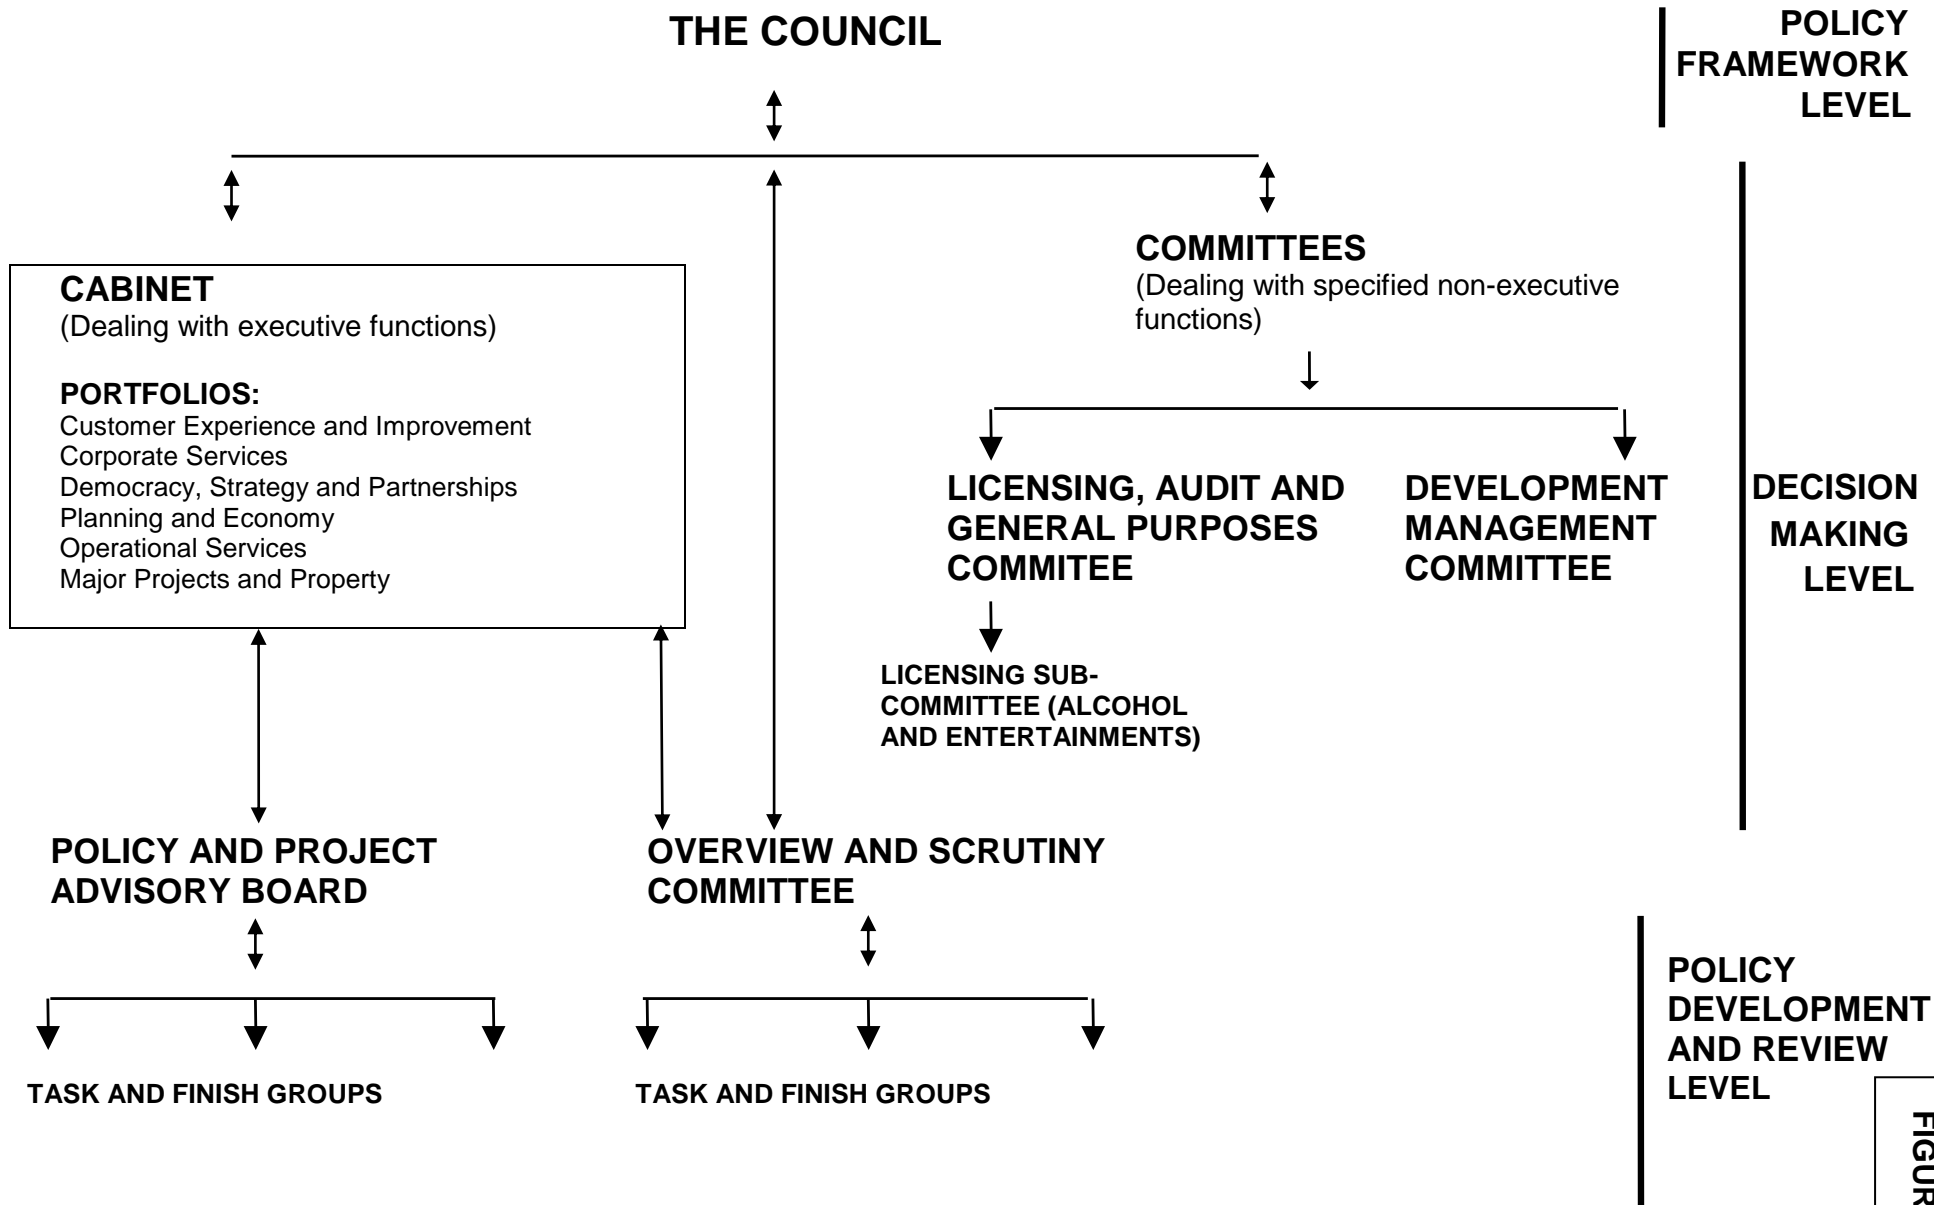 THE COUNCIL
POLICY
FRAMEWORK
LEVEL
CABINET
(Dealing with executive functions)
PORTFOLIOS:
Customer Experience and Improvement
Corporate Services
Democracy, Strategy and Partnerships
Planning and Economy
Operational Services
Major Projects and Property
COMMITTEES
(Dealing with specified non-executive
functions)
LICENSING, AUDIT AND
GENERAL PURPOSES
COMMITEE
DEVELOPMENT
MANAGEMENT
COMMITTEE
DECISION
MAKING
LEVEL
LICENSING SUB-
COMMITTEE (ALCOHOL
AND ENTERTAINMENTS)
POLICY AND PROJECT
ADVISORY BOARD
OVERVIEW AND SCRUTINY
COMMITTEE
TASK AND FINISH GROUPS
TASK AND FINISH GROUPS
POLICY
DEVELOPMENT
AND REVIEW
LEVEL